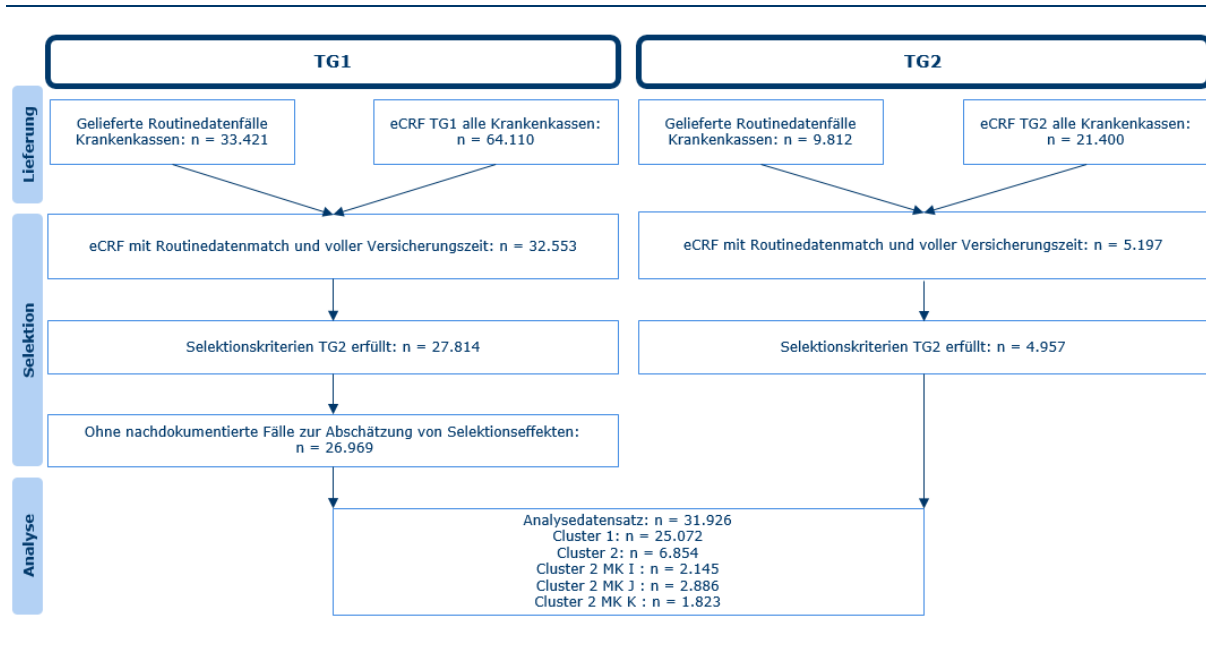 TG1
TG2
Lieferung
Gelieferte Routinedatenfälle
Krankenkassen: n = 33.421
eCRF TG1 alle Krankenkassen:
n = 64.110
Gelieferte Routinedatenfälle
Krankenkassen: n = 9.812
eCRF TG2 alle Krankenkassen:
n = 21.400
Selektion
eCRF mit Routinedatenmatch und voller Versicherungszeit: n = 32.553
eCRF mit Routinedatenmatch und voller Versicherungszeit: n = 5.197
Selektionskriterien TG2 erfüllt: n = 27.814
Selektionskriterien TG2 erfüllt: n = 4.957
Ohne nachdokumentierte Fälle zur Abschätzung von Selektionseffekten:
n = 26.969
Analyse
Analysedatensatz: n = 31.926
Cluster 1: n = 25.072
Cluster 2: n = 6.854
Cluster 2 MK I : n = 2.145
Cluster 2 MK J : n = 2.886
Cluster 2 MK K : n = 1.823